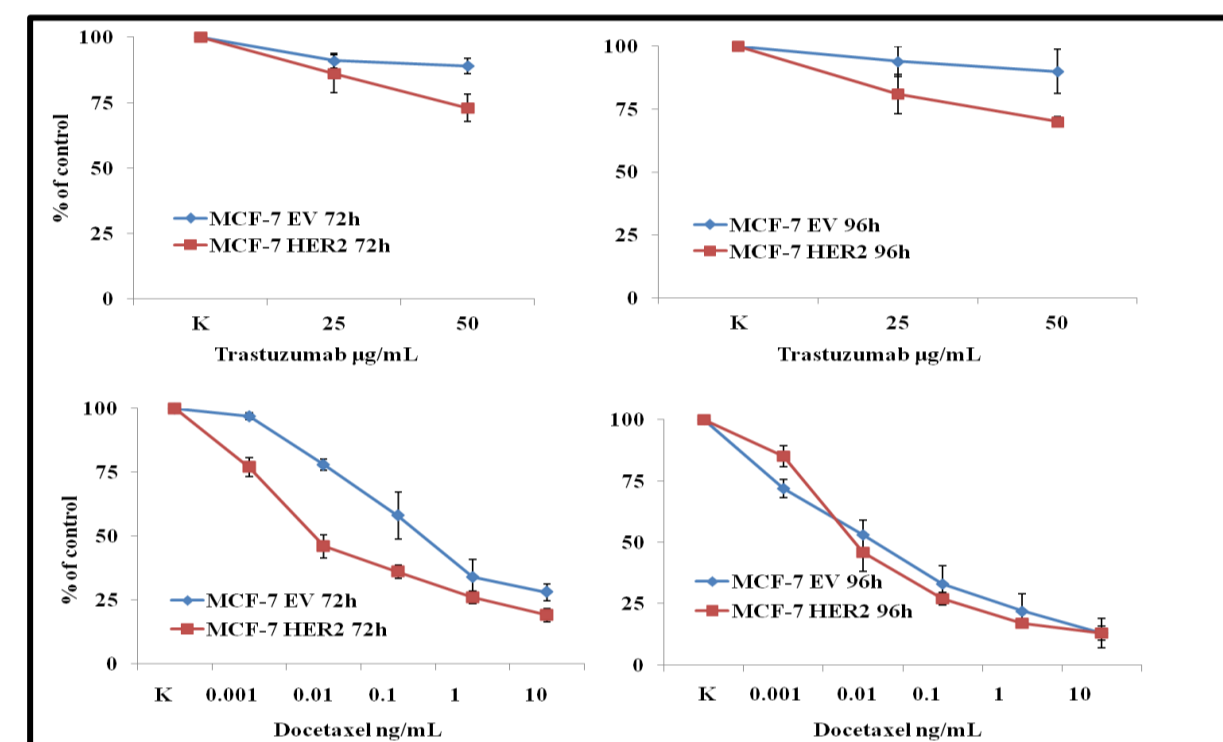 100
75
50
25
0
% of control
MCF-7 EV 72h
MCF-7 HER2 72h
K 25 50
Trastuzumab µg/mL
100
75
50
25
0
MCF-7 EV 96h
MCF-7 HER2 96h
K 25 50
Trastuzumab µg/mL
100
75
50
25
0
% of control
MCF-7 EV 72h
MCF-7 HER2 72h
K 0.001 0.01 0.1 1 10
Docetaxel ng/mL
100
75
50
25
0
MCF-7 EV 96h
MCF-7 HER2 96h
K 0.001 0.01 0.1 1 10
Docetaxel ng/mL